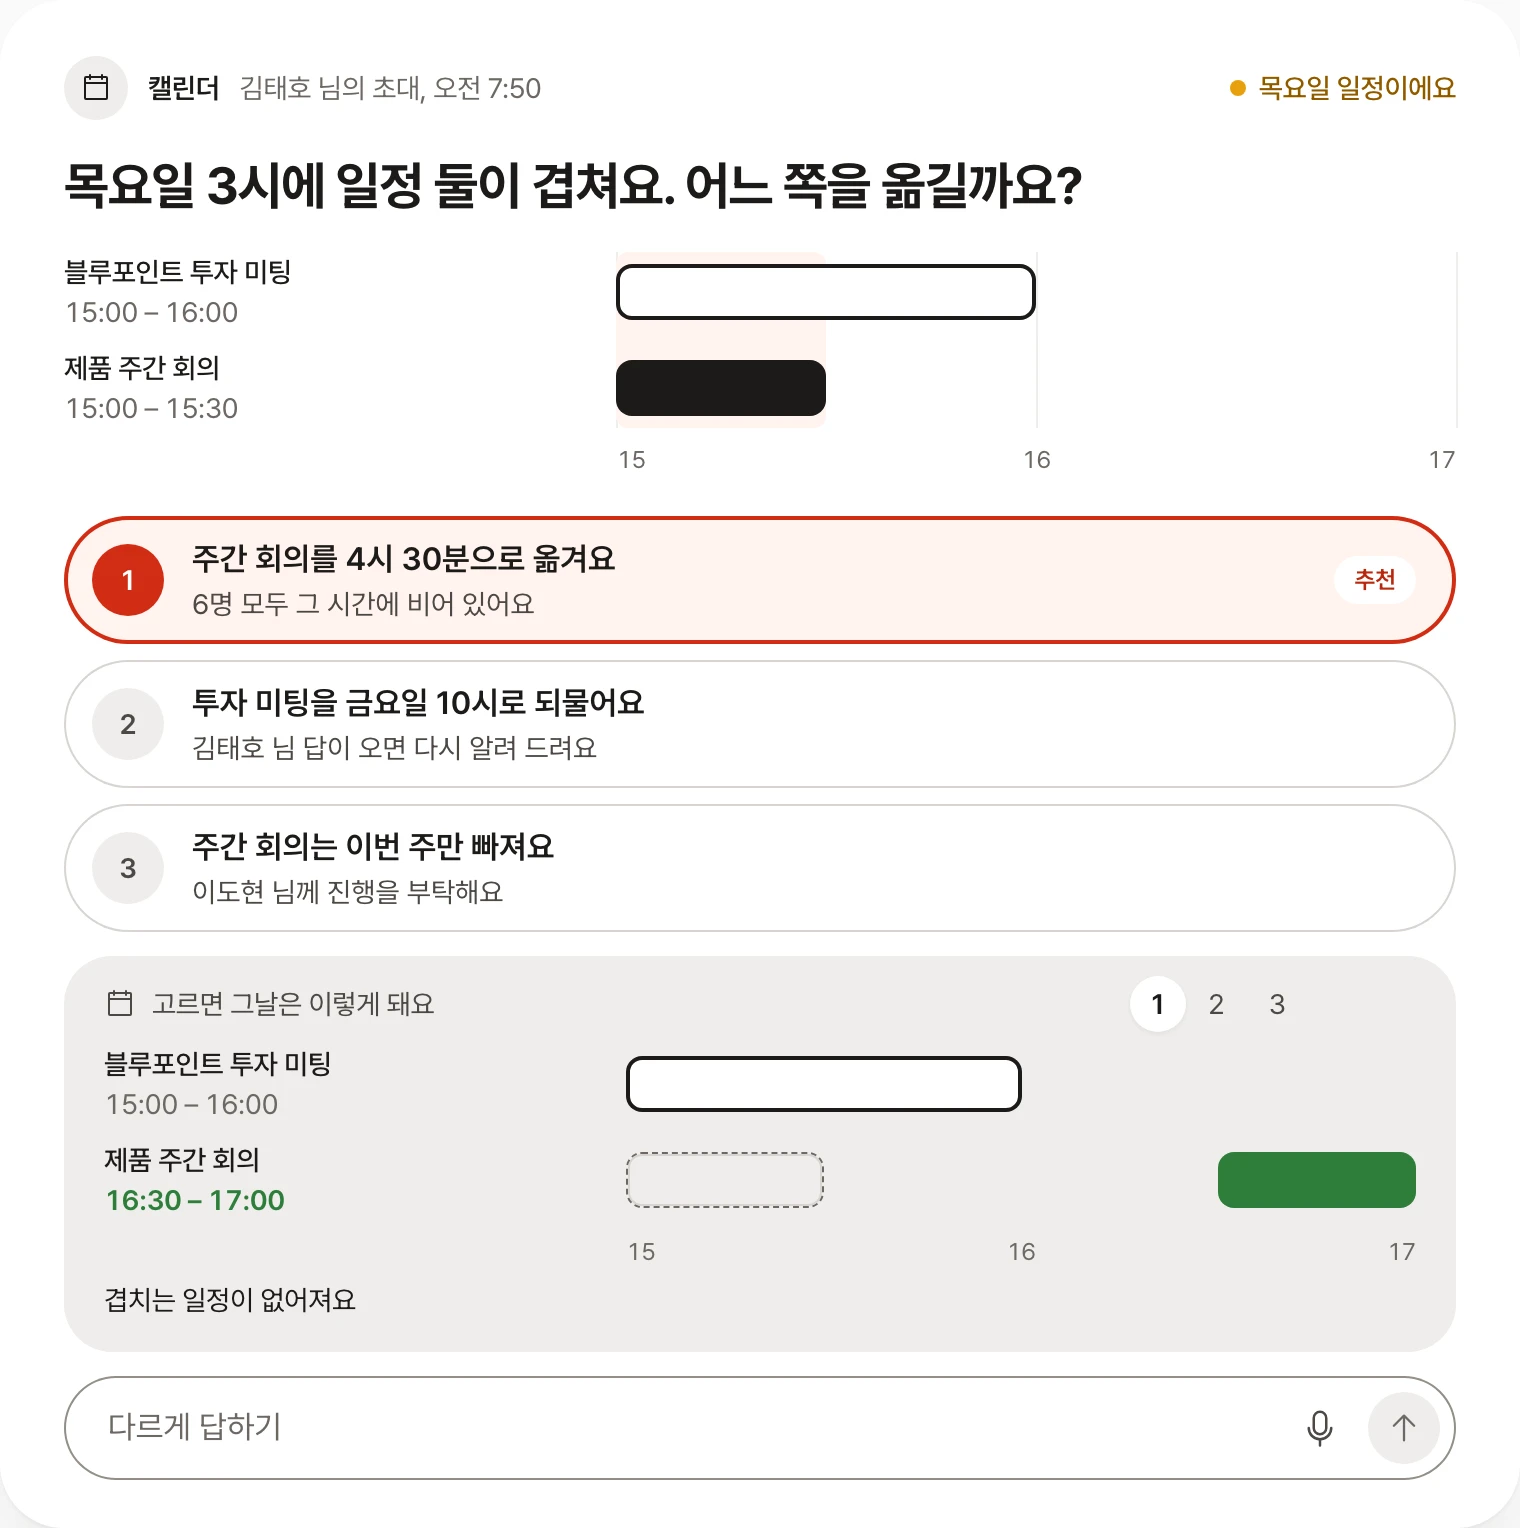 캘린더 김태호 님의 초대, 오전 7:50 목요일 일정이에요
목요일 3시에 일정 둘이 겹쳐요. 어느 쪽을 옮길까요?
블루포인트 투자 미팅
15:00 – 16:00
제품 주간 회의
15:00 – 15:30
15 16 17
1
주간 회의를 4시 30분으로 옮겨요
6명 모두 그 시간에 비어 있어요
추천
2
투자 미팅을 금요일 10시로 되물어요
김태호 님 답이 오면 다시 알려 드려요
3
주간 회의는 이번 주만 빠져요
이도현 님께 진행을 부탁해요
고르면 그날은 이렇게 돼요 1 2 3
블루포인트 투자 미팅
15:00 – 16:00
제품 주간 회의
16:30 – 17:00
15 16 17
겹치는 일정이 없어져요
다르게 답하기